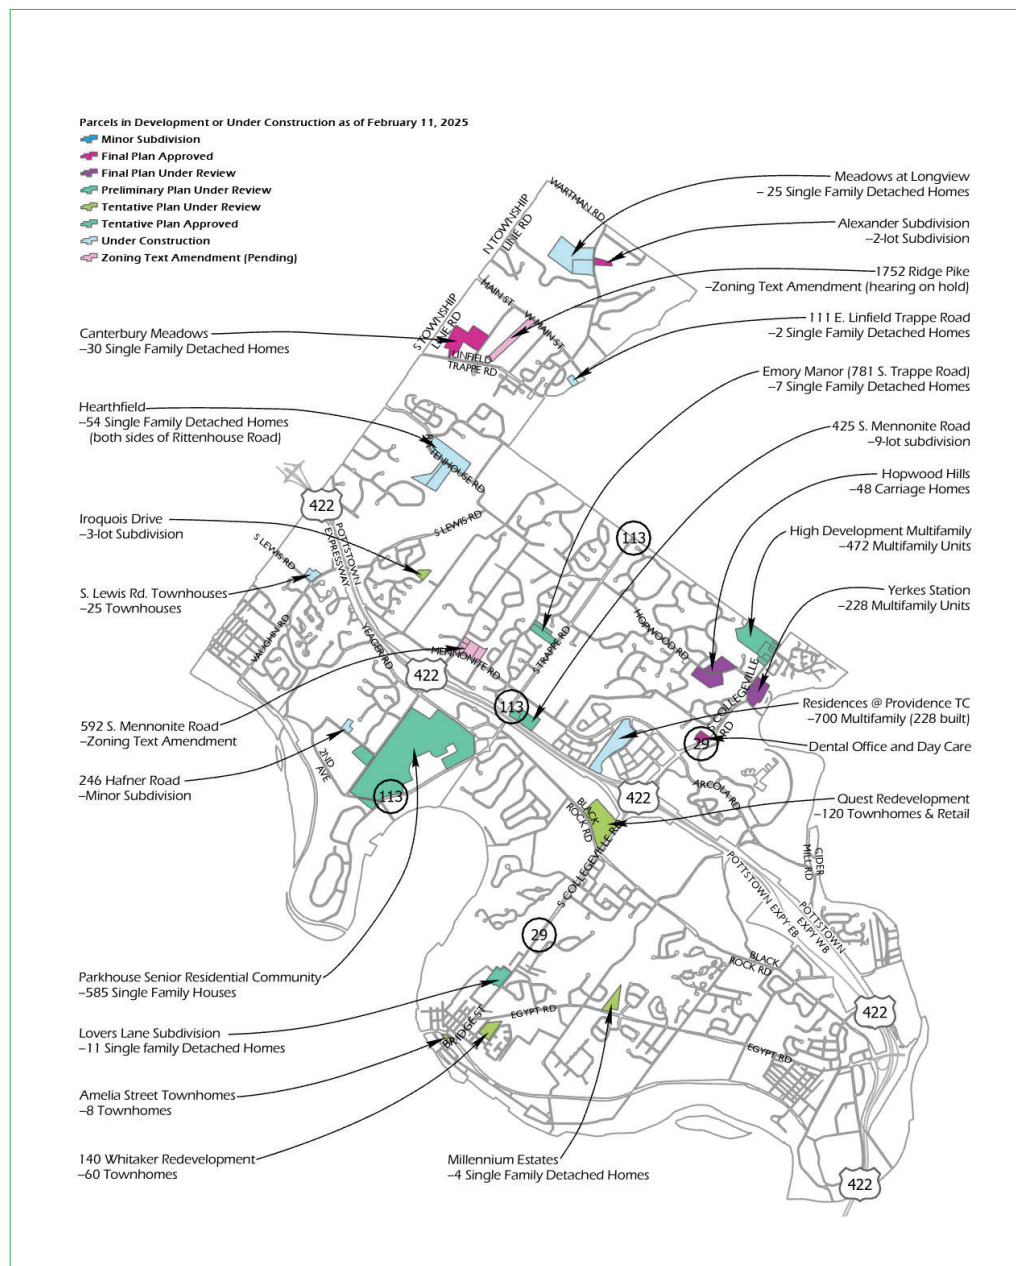 Parcels in Development or Under Construction as of February 11, 2025
Minor Subdivision
Final Plan Approved
Final Plan Under Review
Preliminary Plan Under Review
Tentative Plan Under Review
Tentative Plan Approved
Under Construction
Zoning Text Amendment (Pending)
Meadows at Longview
– 25 Single Family Detached Homes
Alexander Subdivision
–2-lot Subdivision
1752 Ridge Pike
–Zoning Text Amendment (hearing on hold)
111 E. Linfield Trappe Road
–2 Single Family Detached Homes
Emory Manor (781 S. Trappe Road)
–7 Single Family Detached Homes
425 S. Mennonite Road
–9-lot subdivision
Hopwood Hills
–48 Carriage Homes
High Development Multifamily
–472 Multifamily Units
Yerkes Station
–228 Multifamily Units
Residences @ Providence TC
–700 Multifamily (228 built)
Dental Office and Day Care
Quest Redevelopment
–120 Townhomes & Retail
Canterbury Meadows
–30 Single Family Detached Homes
Hearthfield
–54 Single Family Detached Homes
(both sides of Rittenhouse Road)
Iroquois Drive
–3-lot Subdivision
S. Lewis Rd. Townhouses
–25 Townhouses
592 S. Mennonite Road
–Zoning Text Amendment
246 Hafner Road
–Minor Subdivision
Parkhouse Senior Residential Community
–585 Single Family Houses
Lovers Lane Subdivision
–11 Single family Detached Homes
Amelia Street Townhomes
–8 Townhomes
140 Whitaker Redevelopment
–60 Townhomes
Millennium Estates
–4 Single Family Detached Homes
WARTMAN RD
N TOWNSHIP
LINE RD
MAIN ST
W MAIN ST
S TOWNSHIP
LINE RD
LINFIELD
TRAPPE RD
RITTENHOUSE RD
422
POTTSTOWN
EXPRESSWAY
S LEWIS RD
S LEWIS RD
113
VAUGHN RD
YEAGER RD
HOPWOOD RD
S TRAPPE RD
MENNONITE RD
422
113
S COLLEGEVILLE
RD
29
2ND
AVE
113
422
ARCOLA RD
BLACK
ROCK RD
S COLLEGEVILLE RD
CIDER
MILL RD
POTTSTOWN EXPY EB
POTTSTOWN
EXPY WB
29
BLACK
ROCK RD
422
EGYPT RD
BRIDGE ST
EGYPT RD
422